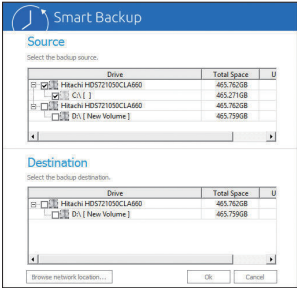 Smart Backup
Source
Select the backup source.
Drive Total Space U
Hitachi HDS721050CLA660 465.762GB
C:\ [ ] 465.271GB
Hitachi HDS721050CLA660 465.762GB
D:\ [ New Volume ] 465.759GB
Destination
Select the backup destination.
Drive Total Space U
Hitachi HDS721050CLA660 465.762GB
D:\ [ New Volume ] 465.759GB
Browse network location... Ok Cancel